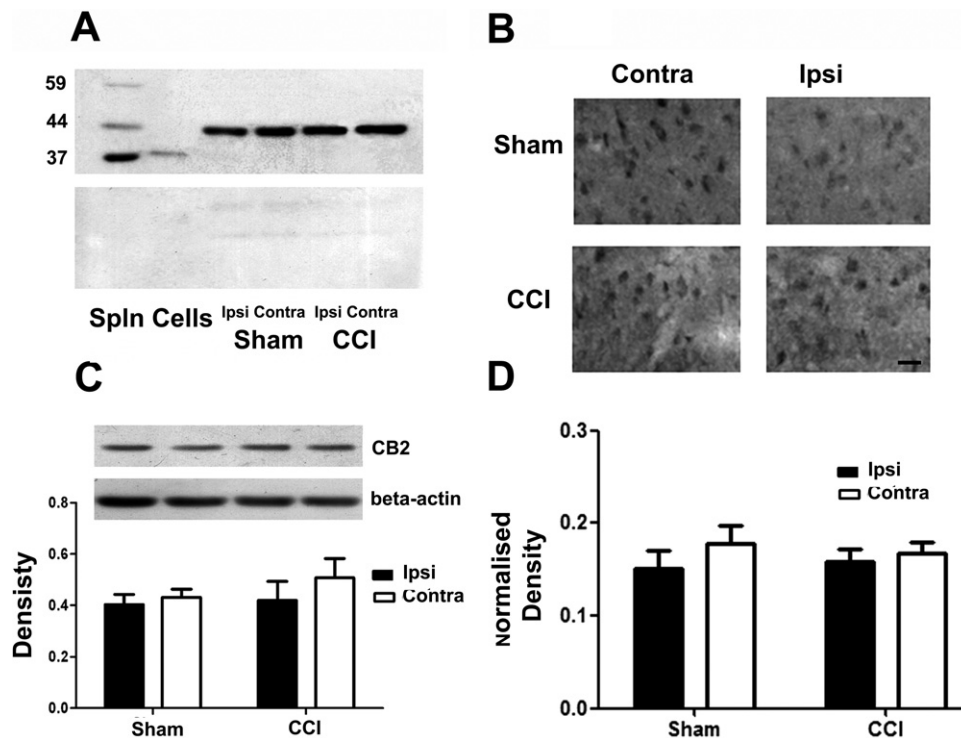 A
59
44
37
Spln Cells Ipsi Contra Ipsi Contra
Sham CCI
B
Contra Ipsi
Sham
CCI
C
CB2
beta-actin
Densisty
0.8
0.6
0.4
0.2
0.0
Ipsi
Contra
Sham CCI
D
Normalised
Density
0.3
0.2
0.1
0.0
Ipsi
Contra
Sham CCI